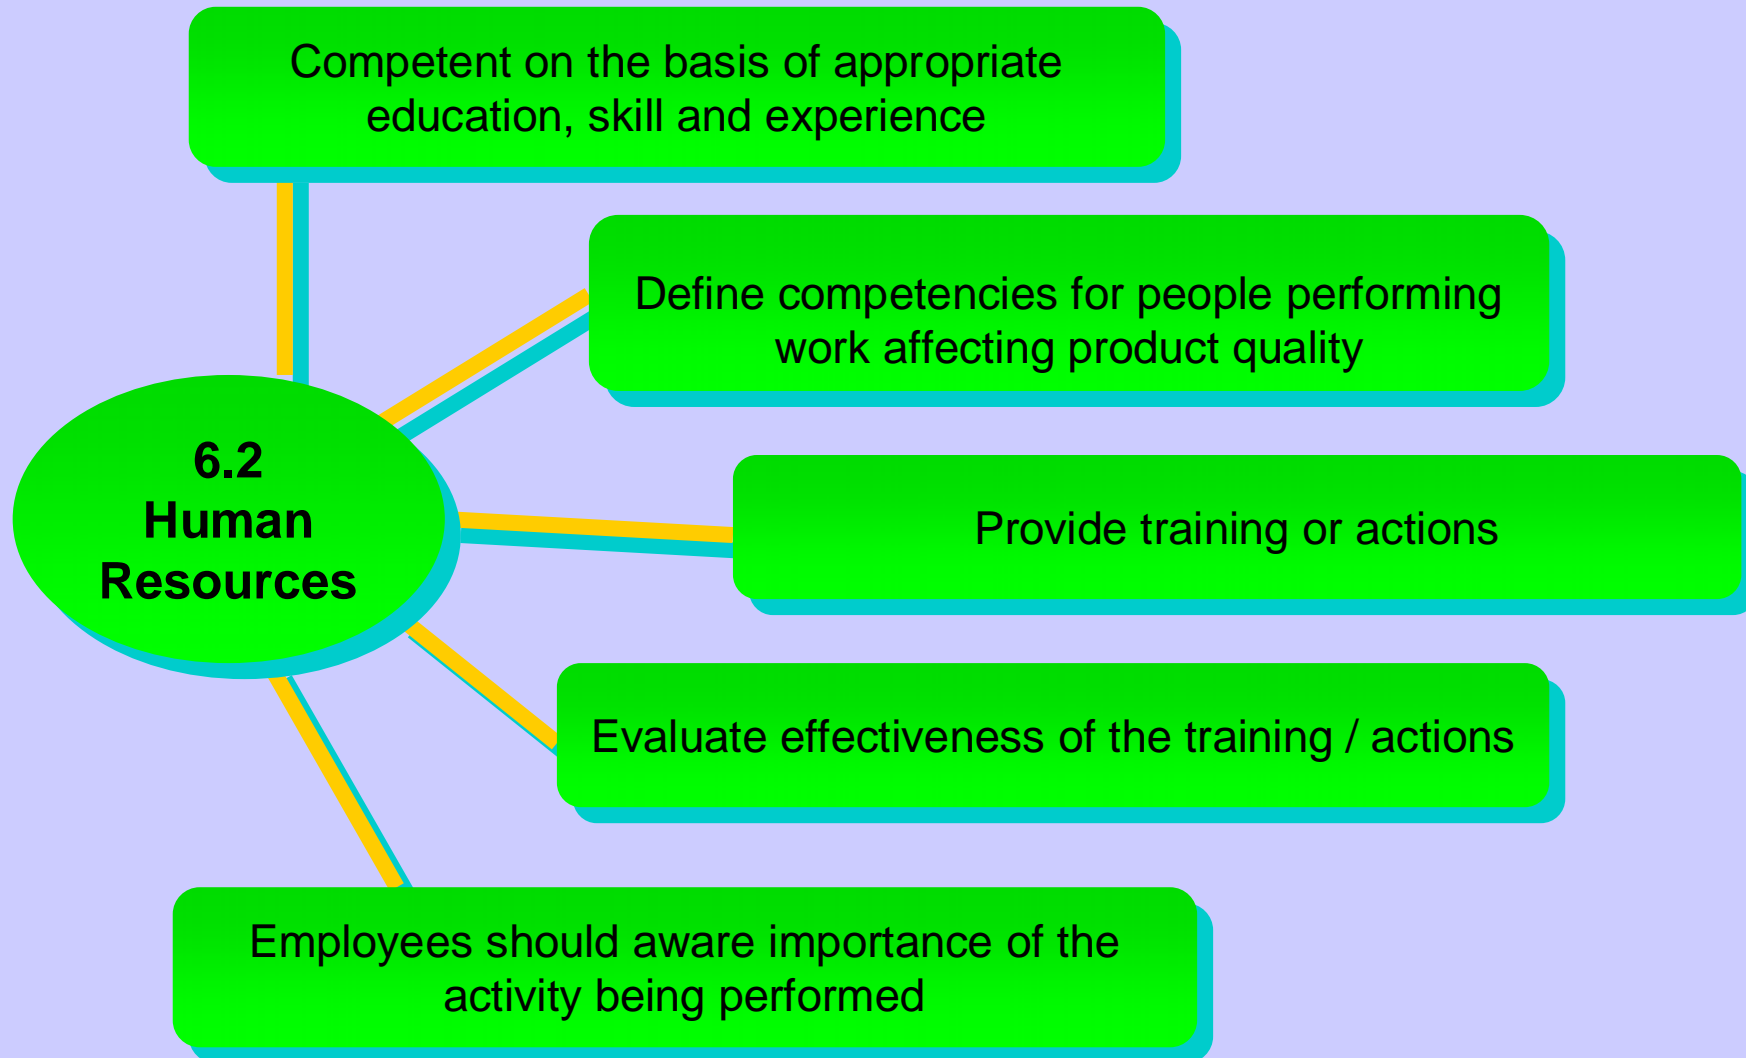 Competent on the basis of appropriate
education, skill and experience
Define competencies for people performing
work affecting product quality
6.2
Human
Resources
Provide training or actions
Evaluate effectiveness of the training / actions
Employees should aware importance of the
activity being performed